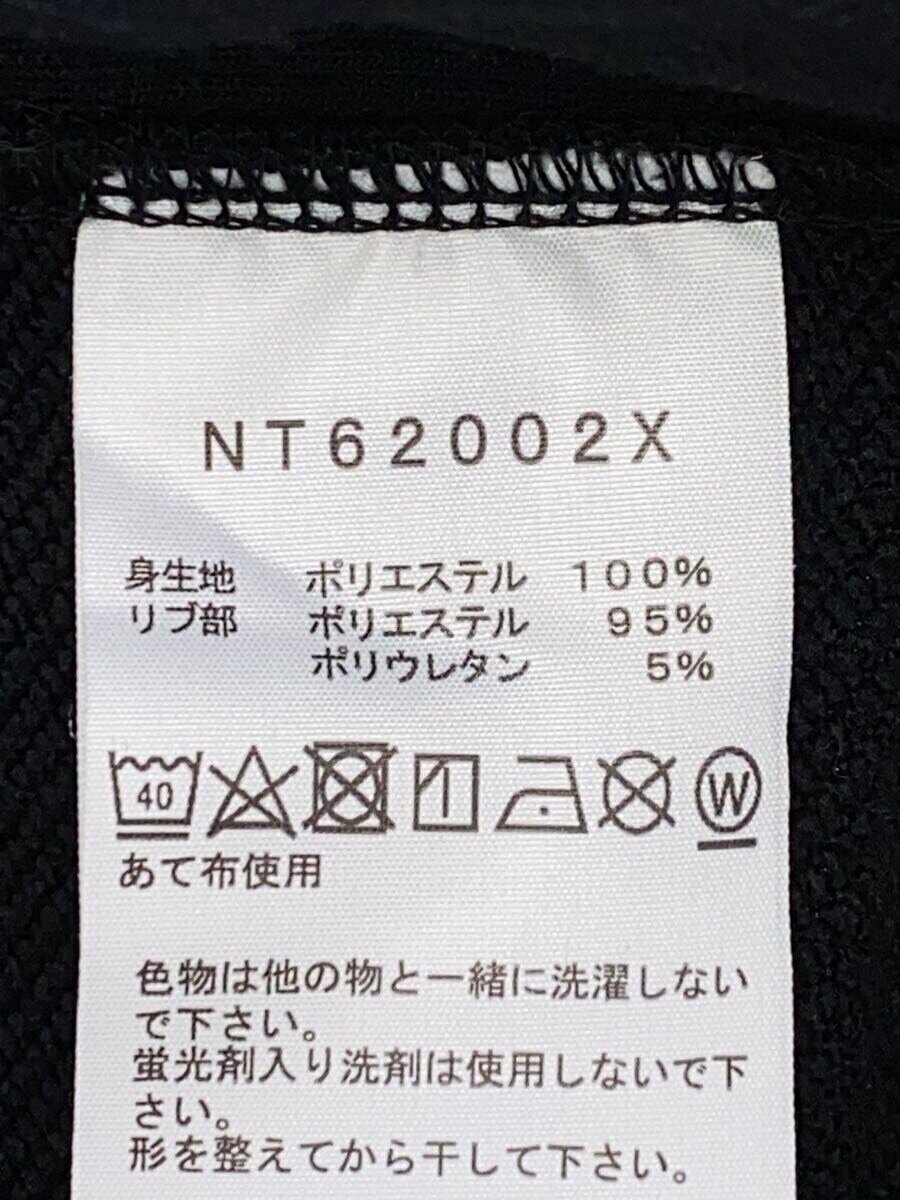 NT62002X
身生地 ポリエステル 100%
リブ部 ポリエステル 95%
ポリウレタン 5%
40 W
あて布使用
色物は他の物と一緒に洗濯しない
で下さい。
蛍光剤入り洗剤は使用しないで下
さい。
形を整えてから干して下さい。